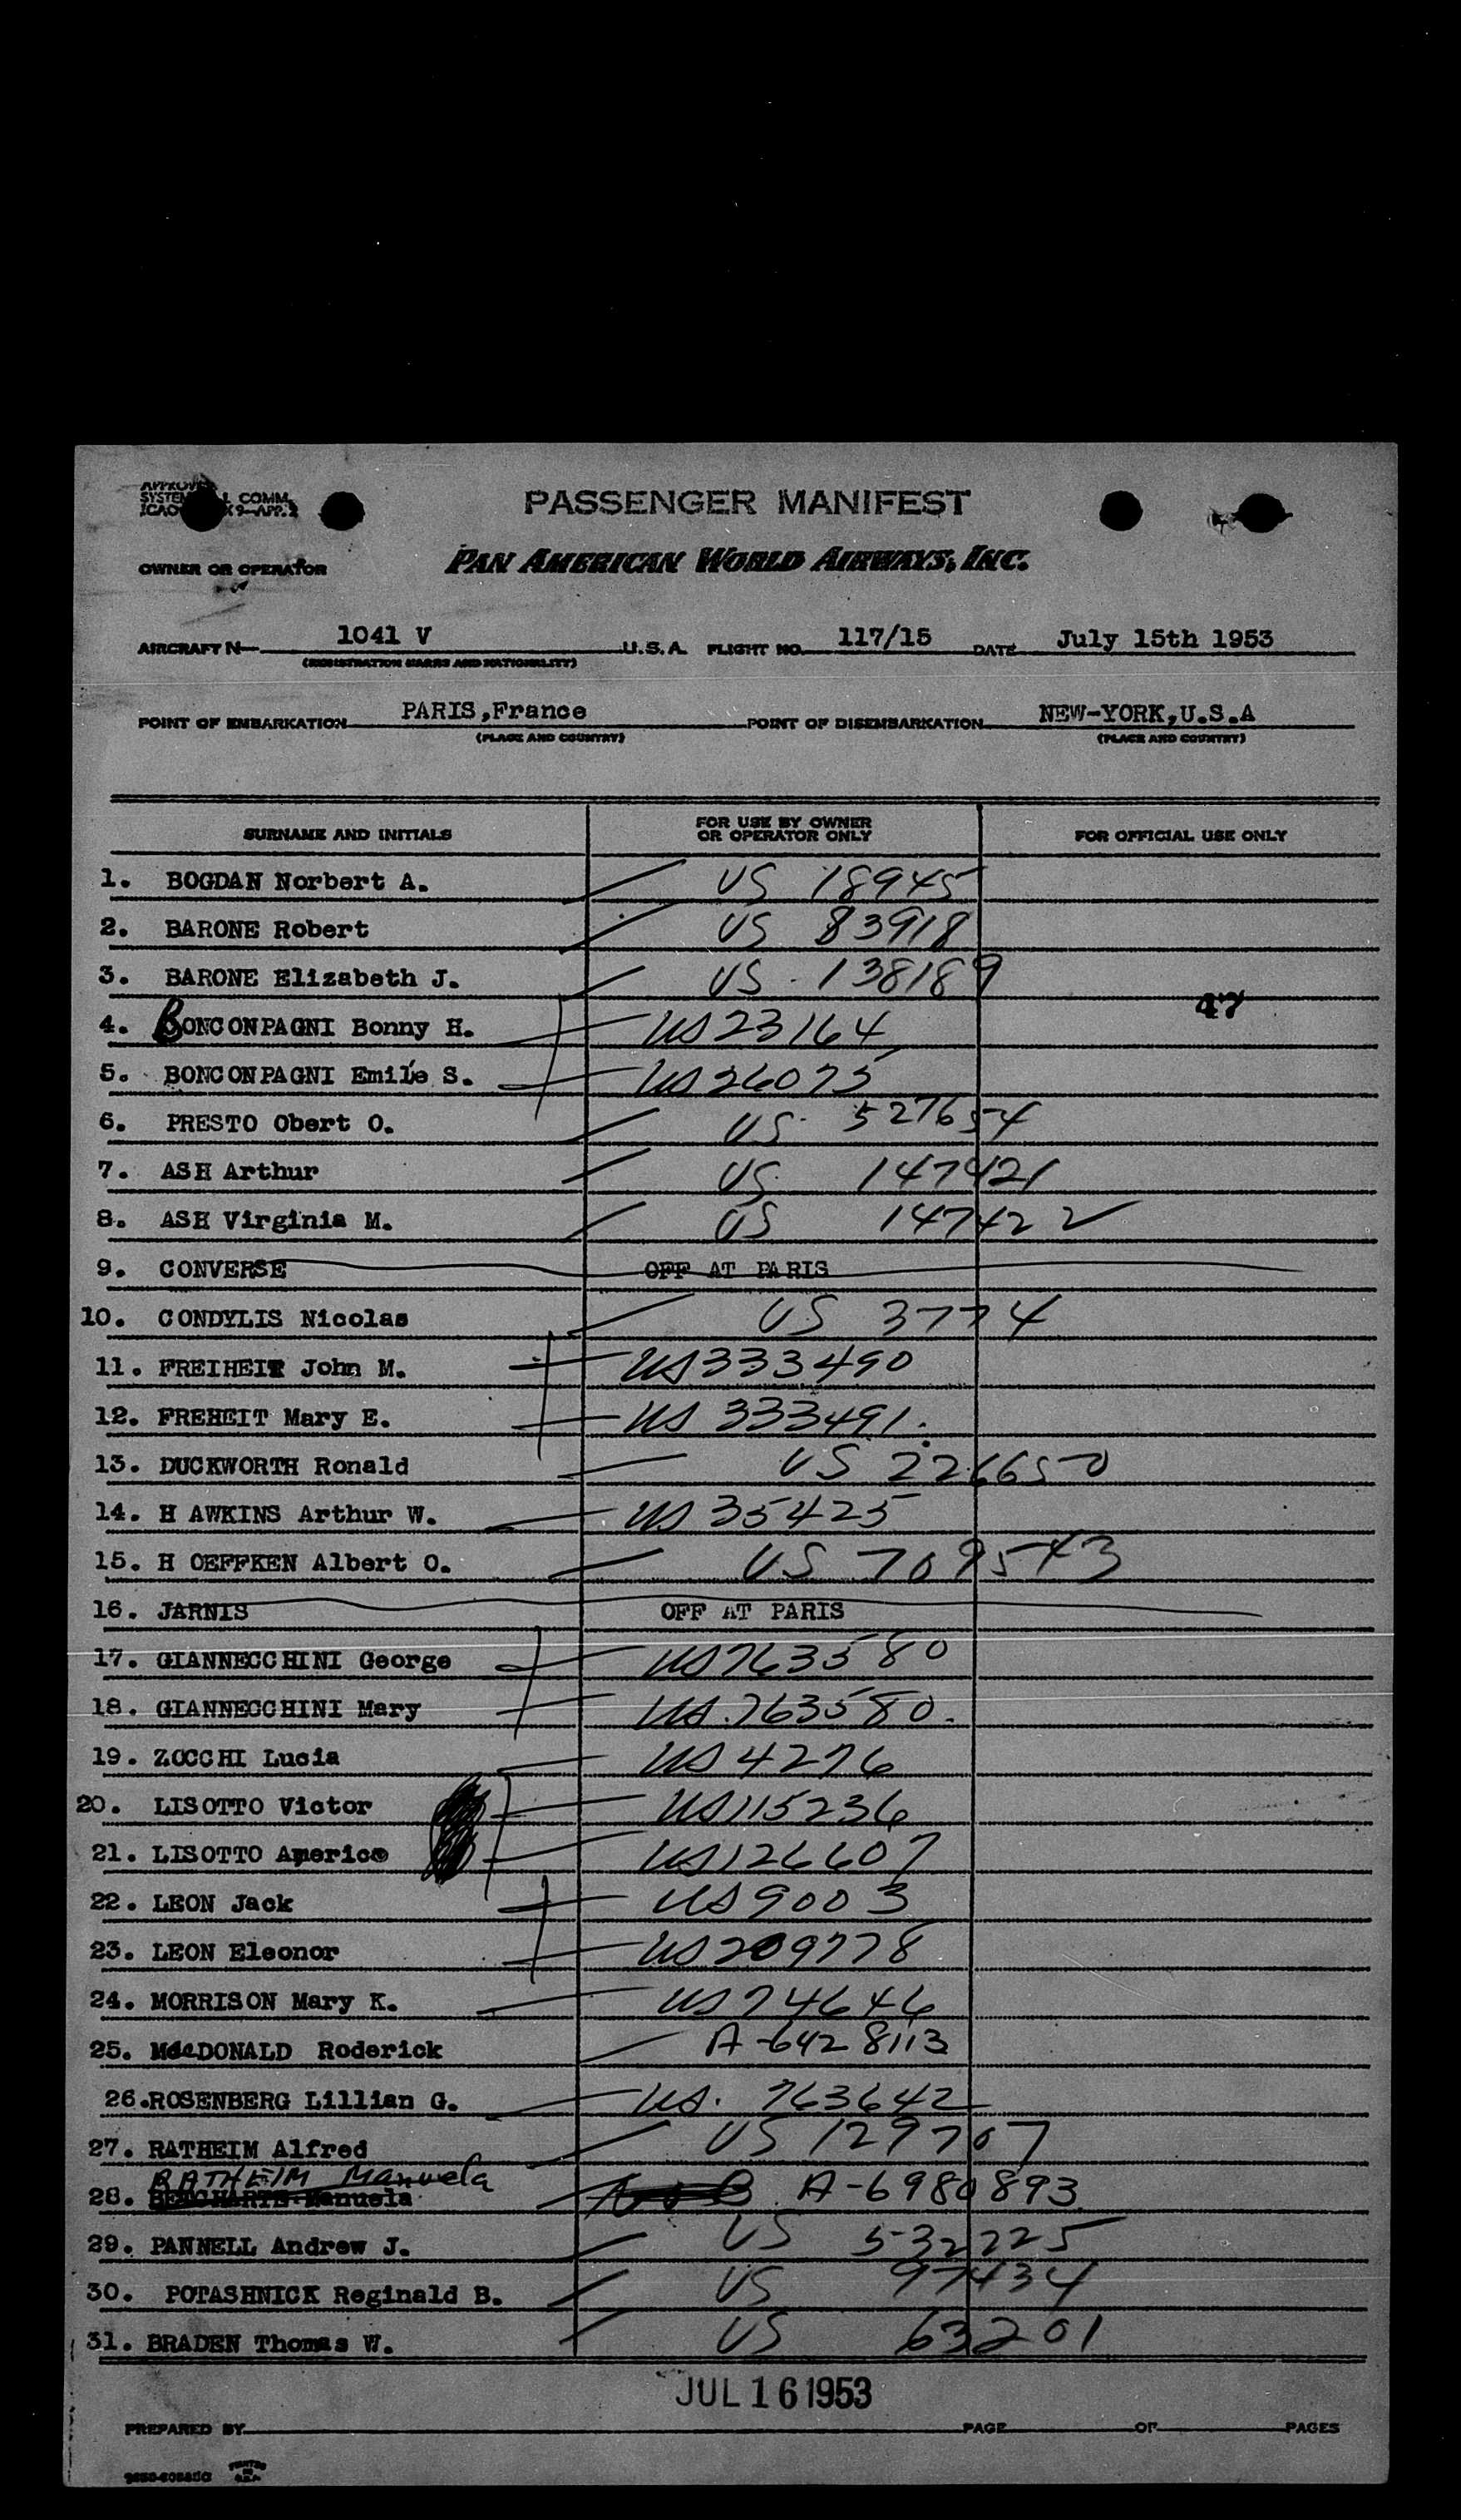 PASSENGER MANIFEST
OWNER OR OPERATOR PAN AMERICAN WORLD AIRWAYS, INC.
AIRCRAFT N 1041 V U.S.A. FLIGHT NO. 117/15 DATE July 15th 1953
(REGISTRATION MARKS AND NATIONALITY)
POINT OF EMBARKATION PARIS,France POINT OF DISEMBARKATION NEW-YORK,U.S.A
(PLACE AND COUNTRY) (PLACE AND COUNTRY)
SURNAME AND INITIALS FOR USE BY OWNER OR OPERATOR ONLY FOR OFFICIAL USE ONLY
1. BOGDAN Norbert A. US 18945
2. BARONE Robert US 83918
3. BARONE Elizabeth J. US 138189
47
4. BONCONPAGNI Bonny H. US 23164
5. BONCONPAGNI Emile S. US 26075
6. PRESTO Obert O. US 527654
7. ASH Arthur US 147421
8. ASH Virginia M. US 147422
9. CONVERSE OFF AT PARIS
10. CONDYLIS Nicolas US 3774
11. FREIHEIT John M. US 333490
12. FREHEIT Mary E. US 333491
13. DUCKWORTH Ronald US 226650
14. H AWKINS Arthur W. US 35425
15. H OEFFKEN Albert O. US 709543
16. JARNIS OFF AT PARIS
17. GIANNECCHINI George US 763580
18. GIANNECCHINI Mary US. 763580.
19. ZOCCHI Lucia US 4276
20. LISOTTO Victor US 115236
21. LISOTTO Americo US 126607
22. LEON Jack US 9003
23. LEON Eleonor US 209778
24. MORRISON Mary K. US 74646
25. MacDONALD Roderick A-6428113
26.ROSENBERG Lillian G. US. 763642
27. RATHEIM Alfred US 129707
RATHEIM Manuela
28. Manuela A-6980893
29. PANNELL Andrew J. US 532225
30. POTASHNICK Reginald B. US 97434
31. BRADEN Thomas W. US 63201
JUL 16 1953
PREPARED BY PAGE OF PAGES